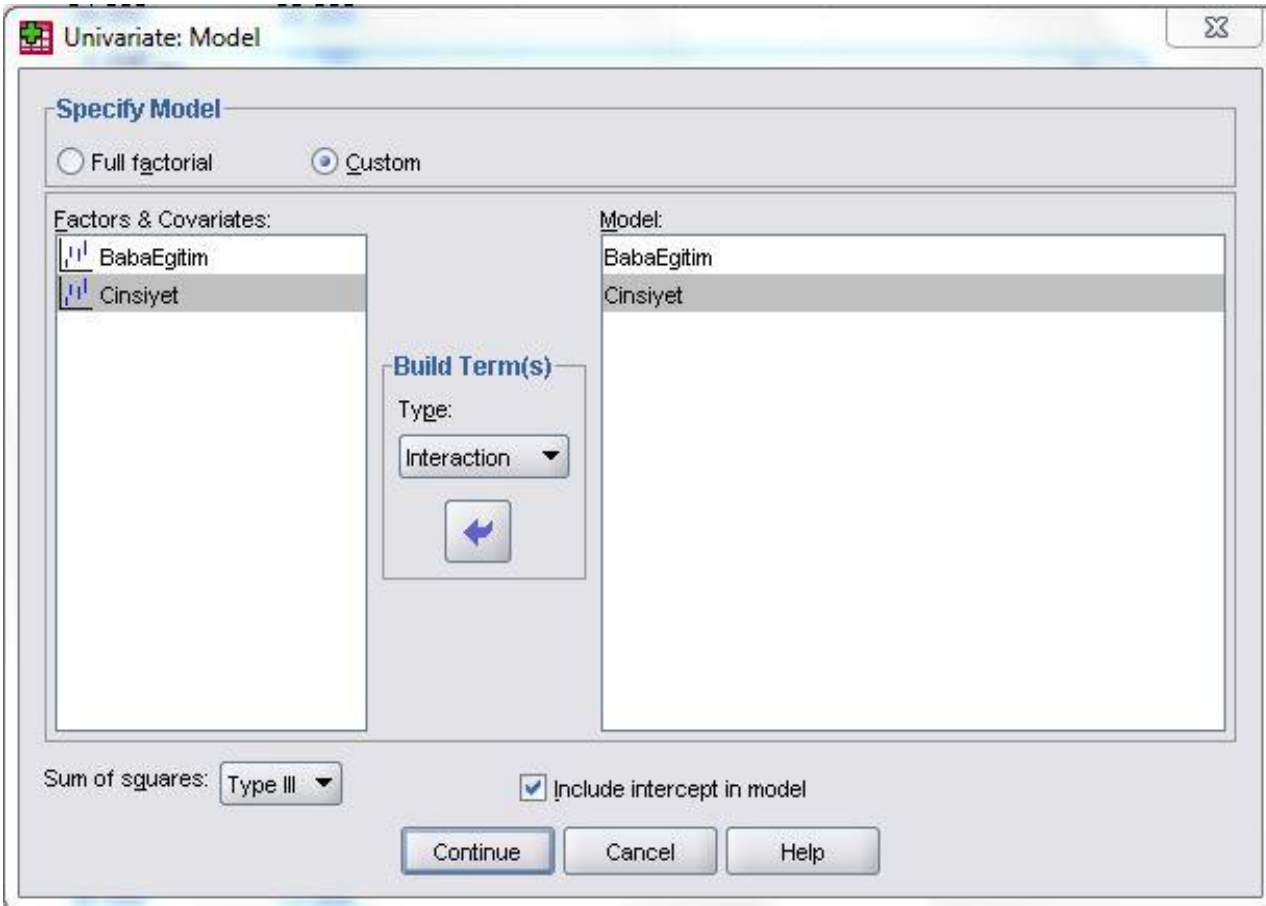 Univariate: Model
Specify Model
Full factorial
Custom
Factors & Covariates:
BabaEgitim
Cinsiyet
Build Term(s)
Type:
Interaction
Model:
BabaEgitim
Cinsiyet
Sum of squares:
Type III
Include intercept in model
Continue
Cancel
Help